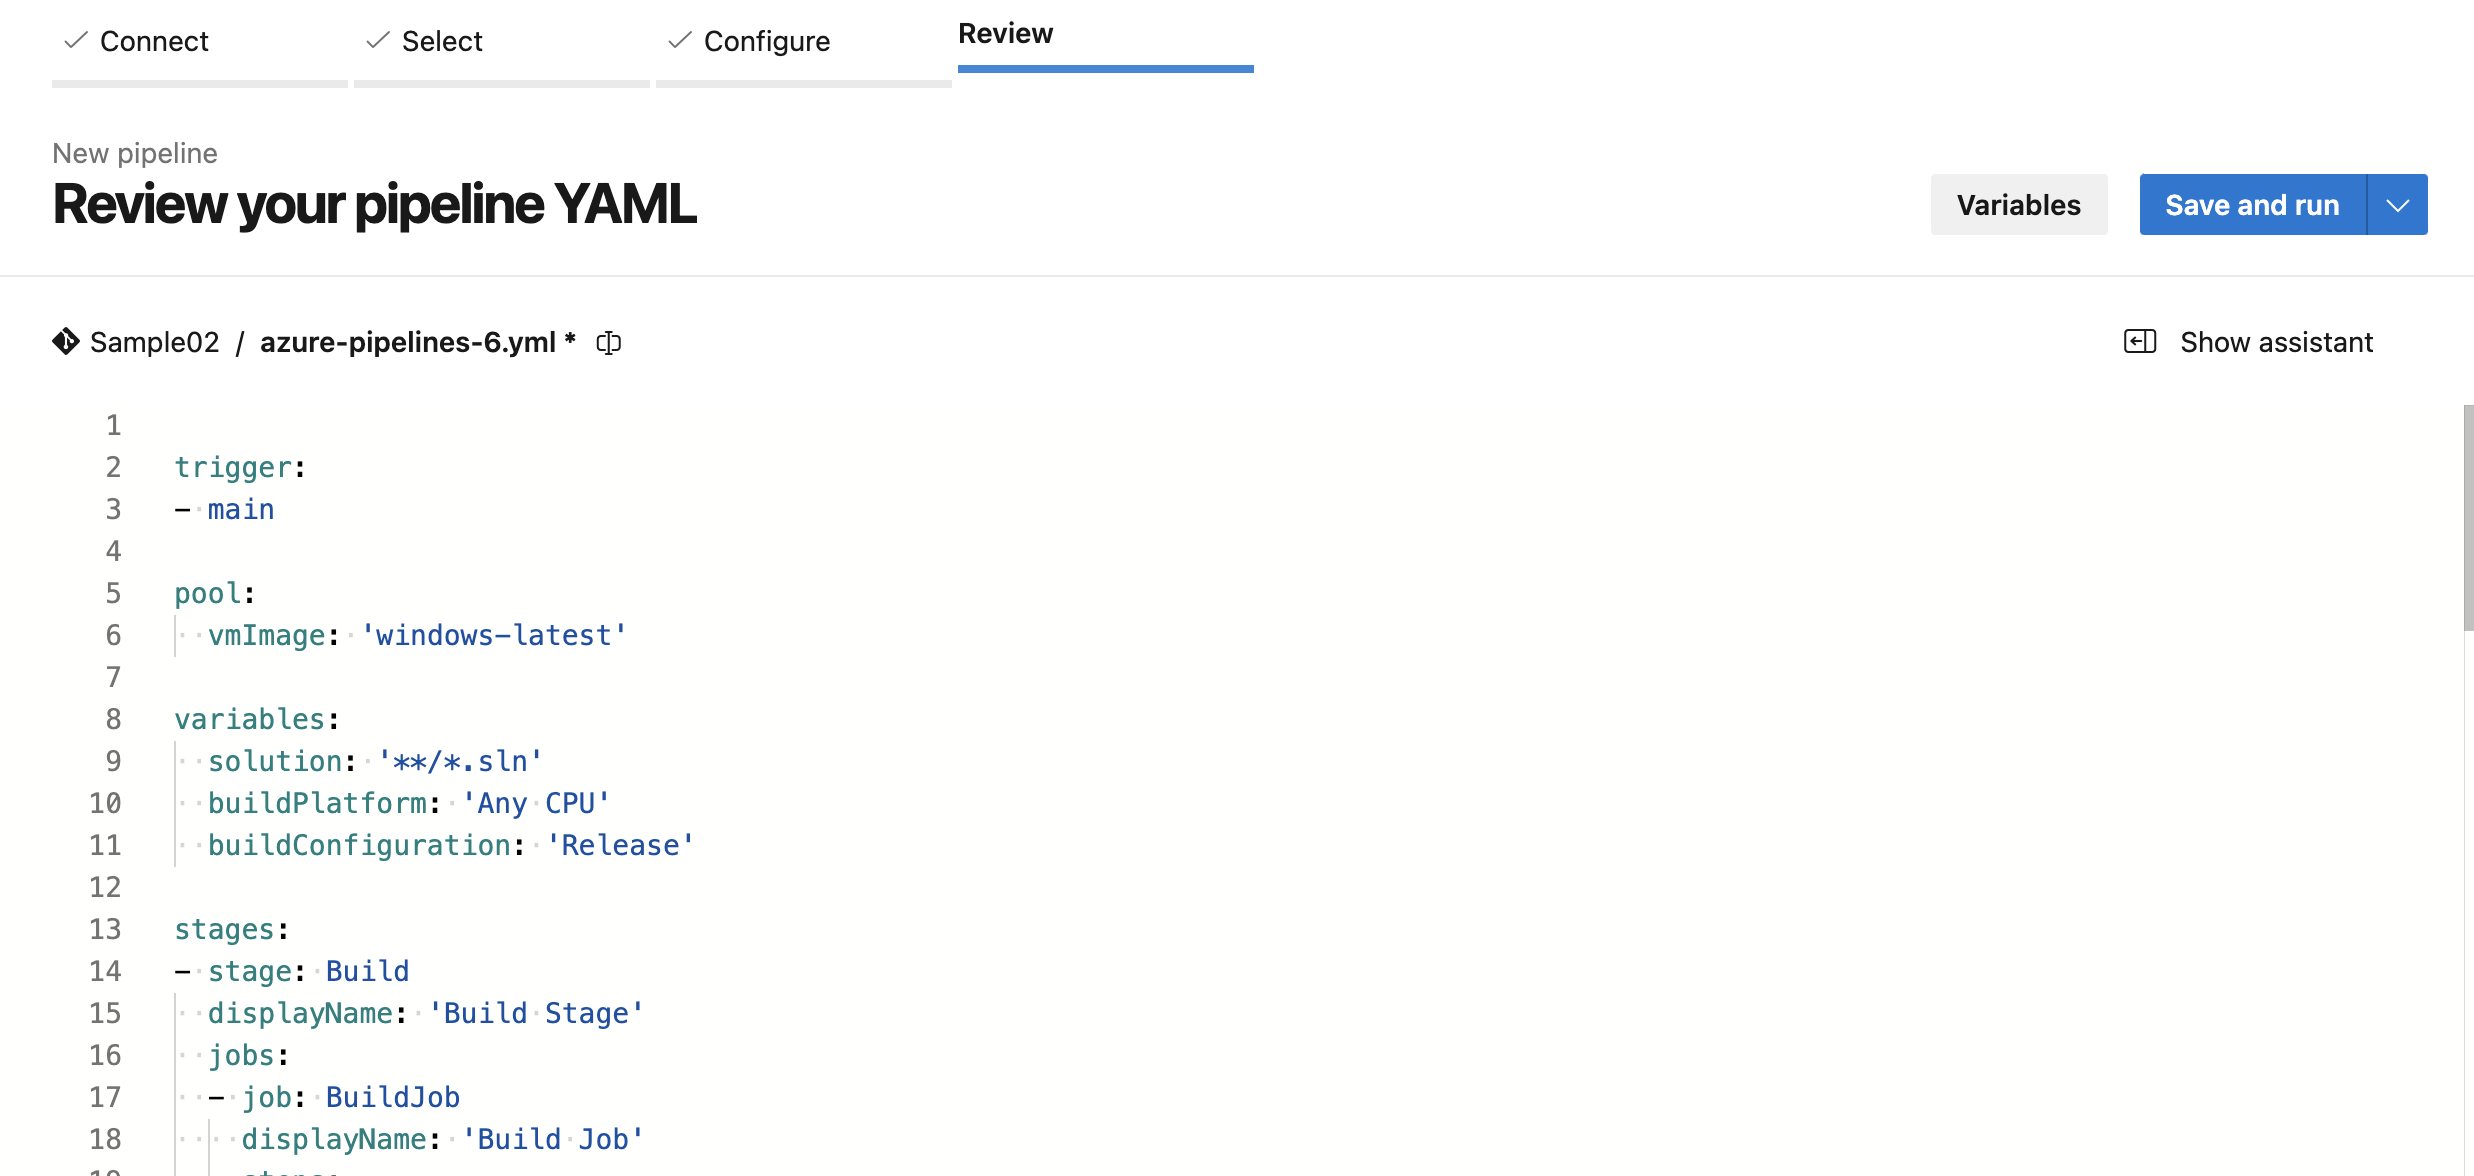 Connect Select Configure Review
New pipeline
Review your pipeline YAML
Variables Save and run
Sample02 / azure-pipelines-6.yml * Show assistant
1
2 trigger:
3 - main
4
5 pool:
6   vmImage: 'windows-latest'
7
8 variables:
9   solution: '**/*.sln'
10   buildPlatform: 'Any CPU'
11   buildConfiguration: 'Release'
12
13 stages:
14 - stage: Build
15   displayName: 'Build Stage'
16   jobs:
17   - job: BuildJob
18     displayName: 'Build Job'